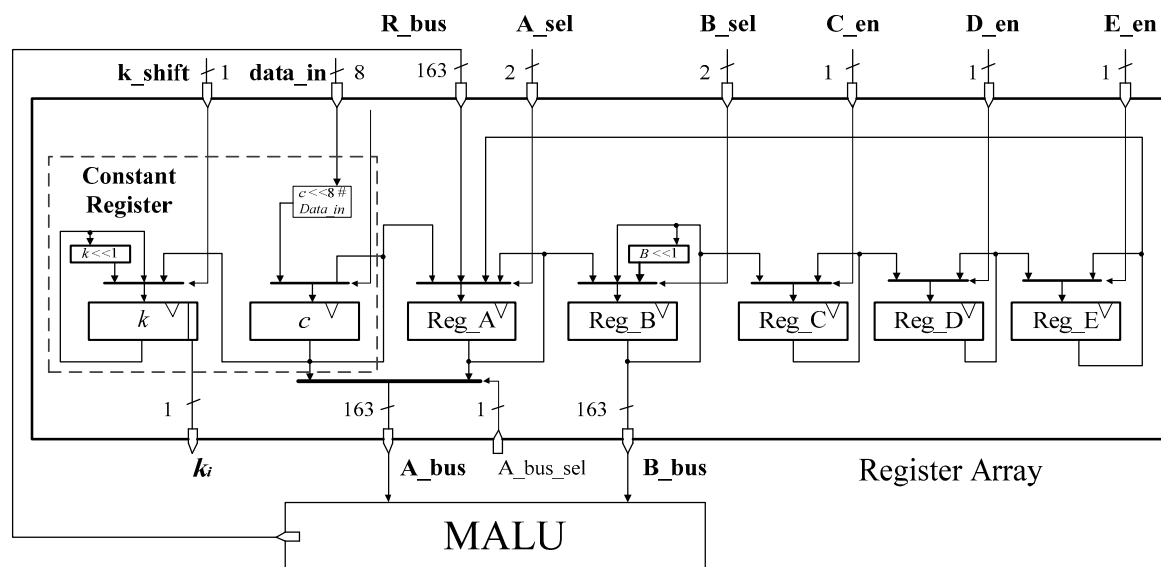 R_bus A_sel B_sel C_en D_en E_en
k_shift 1 data_in 8 163 2 2 1 1 1
Constant
Register
c<<8 #
Data_in
k<<1
B<<1
k c Reg_A Reg_B Reg_C Reg_D Reg_E
1 163 1 163
ki A_bus A_bus_sel B_bus Register Array
MALU